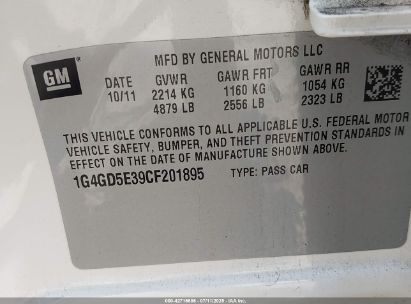 GM
MFD BY GENERAL MOTORS LLC
DATE GVWR GAWR FRT GAWR RR
10/11 2214 KG 1160 KG 1054 KG
4879 LB 2556 LB 2323 LB
THIS VEHICLE CONFORMS TO ALL APPLICABLE U.S. FEDERAL MOTOR
VEHICLE SAFETY, BUMPER, AND THEFT PREVENTION STANDARDS IN
EFFECT ON THE DATE OF MANUFACTURE SHOWN ABOVE.
1G4GD5E39CF201895 TYPE: PASS CAR